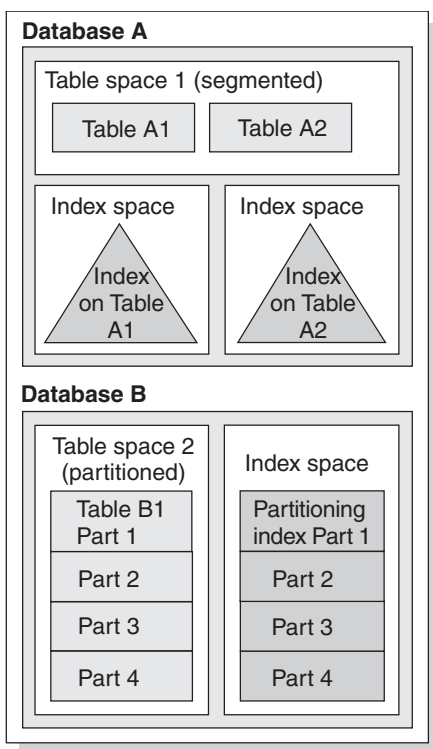 Database A
Table space 1 (segmented)
Table A1
Table A2
Index space
Index
on Table
A1
Index space
Index
on Table
A2
Database B
Table space 2
(partitioned)
Table B1
Part 1
Part 2
Part 3
Part 4
Index space
Partitioning
index Part 1
Part 2
Part 3
Part 4